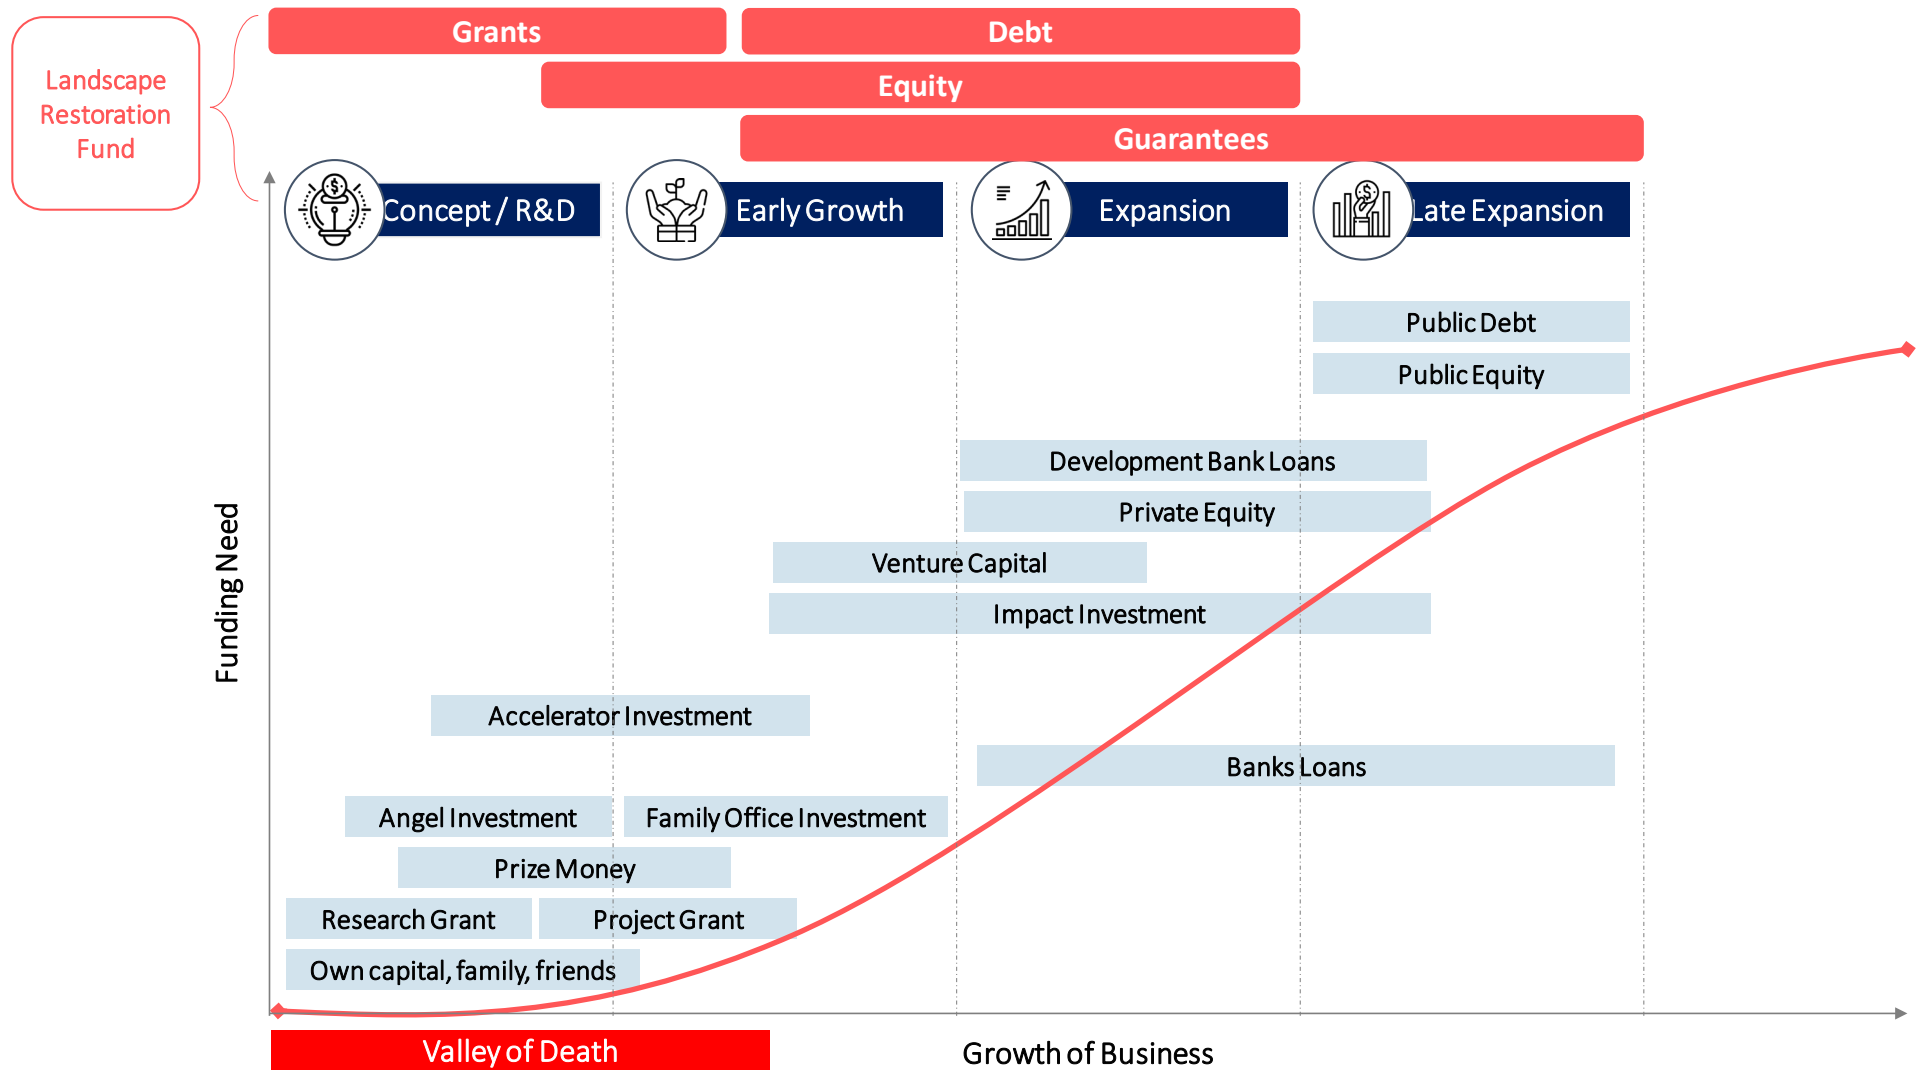 Grants
Debt
Equity
Guarantees
Landscape
Restoration
Fund
Concept / R&D
Early Growth
Expansion
Late Expansion
Public Debt
Public Equity
Development Bank Loans
Private Equity
Venture Capital
Impact Investment
Funding Need
Accelerator Investment
Banks Loans
Angel Investment
Family Office Investment
Prize Money
Research Grant
Project Grant
Own capital, family, friends
Valley of Death
Growth of Business